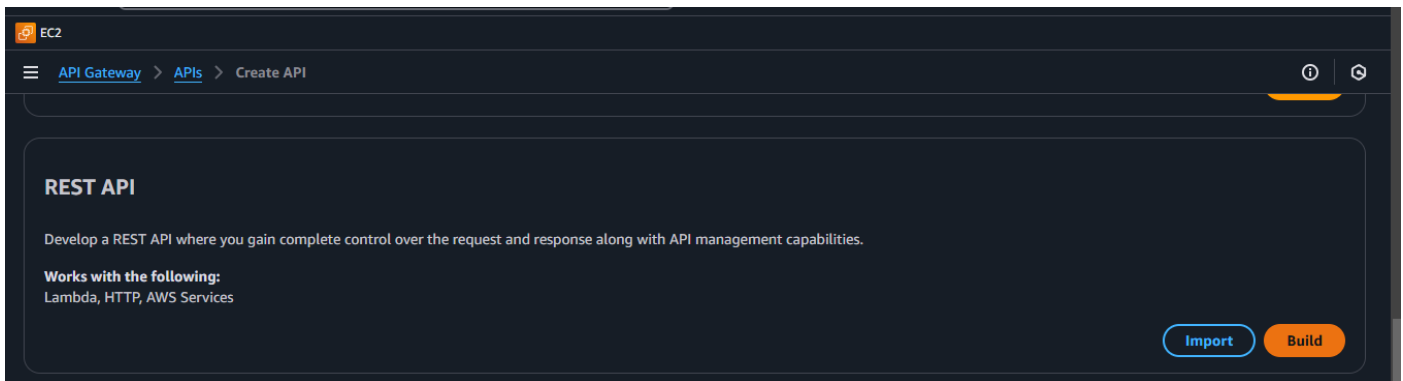 EC2
API Gateway > APIs > Create API
REST API
Develop a REST API where you gain complete control over the request and response along with API management capabilities.
Works with the following:
Lambda, HTTP, AWS Services
Import Build